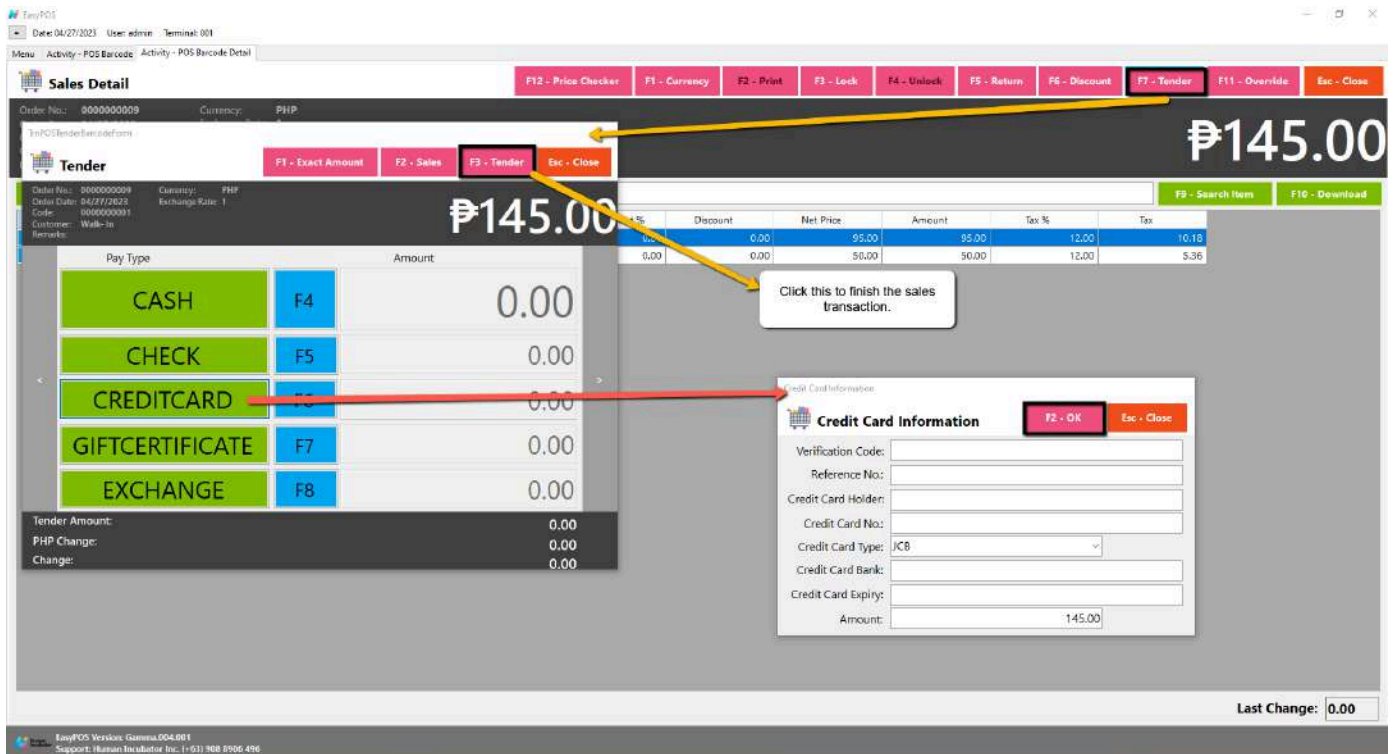 EasyPOS
Date: 04/27/2023 User: admin Terminal: 001
Menu Activity - POS Barcode Activity - POS Barcode Detail
Sales Detail
F12 - Price Checker F1 - Currency F2 - Print F3 - Lock F4 - Unlock F5 - Return F6 - Discount F7 - Tender F11 - Override Esc - Close
Order No.: 0000000009 Currency: PHP
₱145.00
TrnPOSTenderBarcodeForm
Tender
F1 - Exact Amount F2 - Sales F3 - Tender Esc - Close
Order No.: 0000000009 Currency: PHP
Order Date: 04/27/2023 Exchange Rate: 1
Code: 0000000001
Customer: Walk-In
Remarks:
₱145.00
F9 - Search Item F10 - Download
Discount Net Price Amount Tax % Tax
0.00 0.00 95.00 95.00 12.00 10.18
0.00 0.00 50.00 50.00 12.00 5.36
Pay Type Amount
CASH F4 0.00
CHECK F5 0.00
CREDITCARD F6 0.00
GIFTCERTIFICATE F7 0.00
EXCHANGE F8 0.00
< >
Tender Amount: 0.00
PHP Change: 0.00
Change: 0.00
Click this to finish the sales
transaction.
Credit Card Information
Credit Card Information
F2 - OK Esc - Close
Verification Code:
Reference No.:
Credit Card Holder:
Credit Card No.:
Credit Card Type: JCB
Credit Card Bank:
Credit Card Expiry:
Amount: 145.00
Last Change: 0.00
EasyPOS Version: Gamma.004.001
Support: Human Incubator Inc. (+63) 908 8906 496